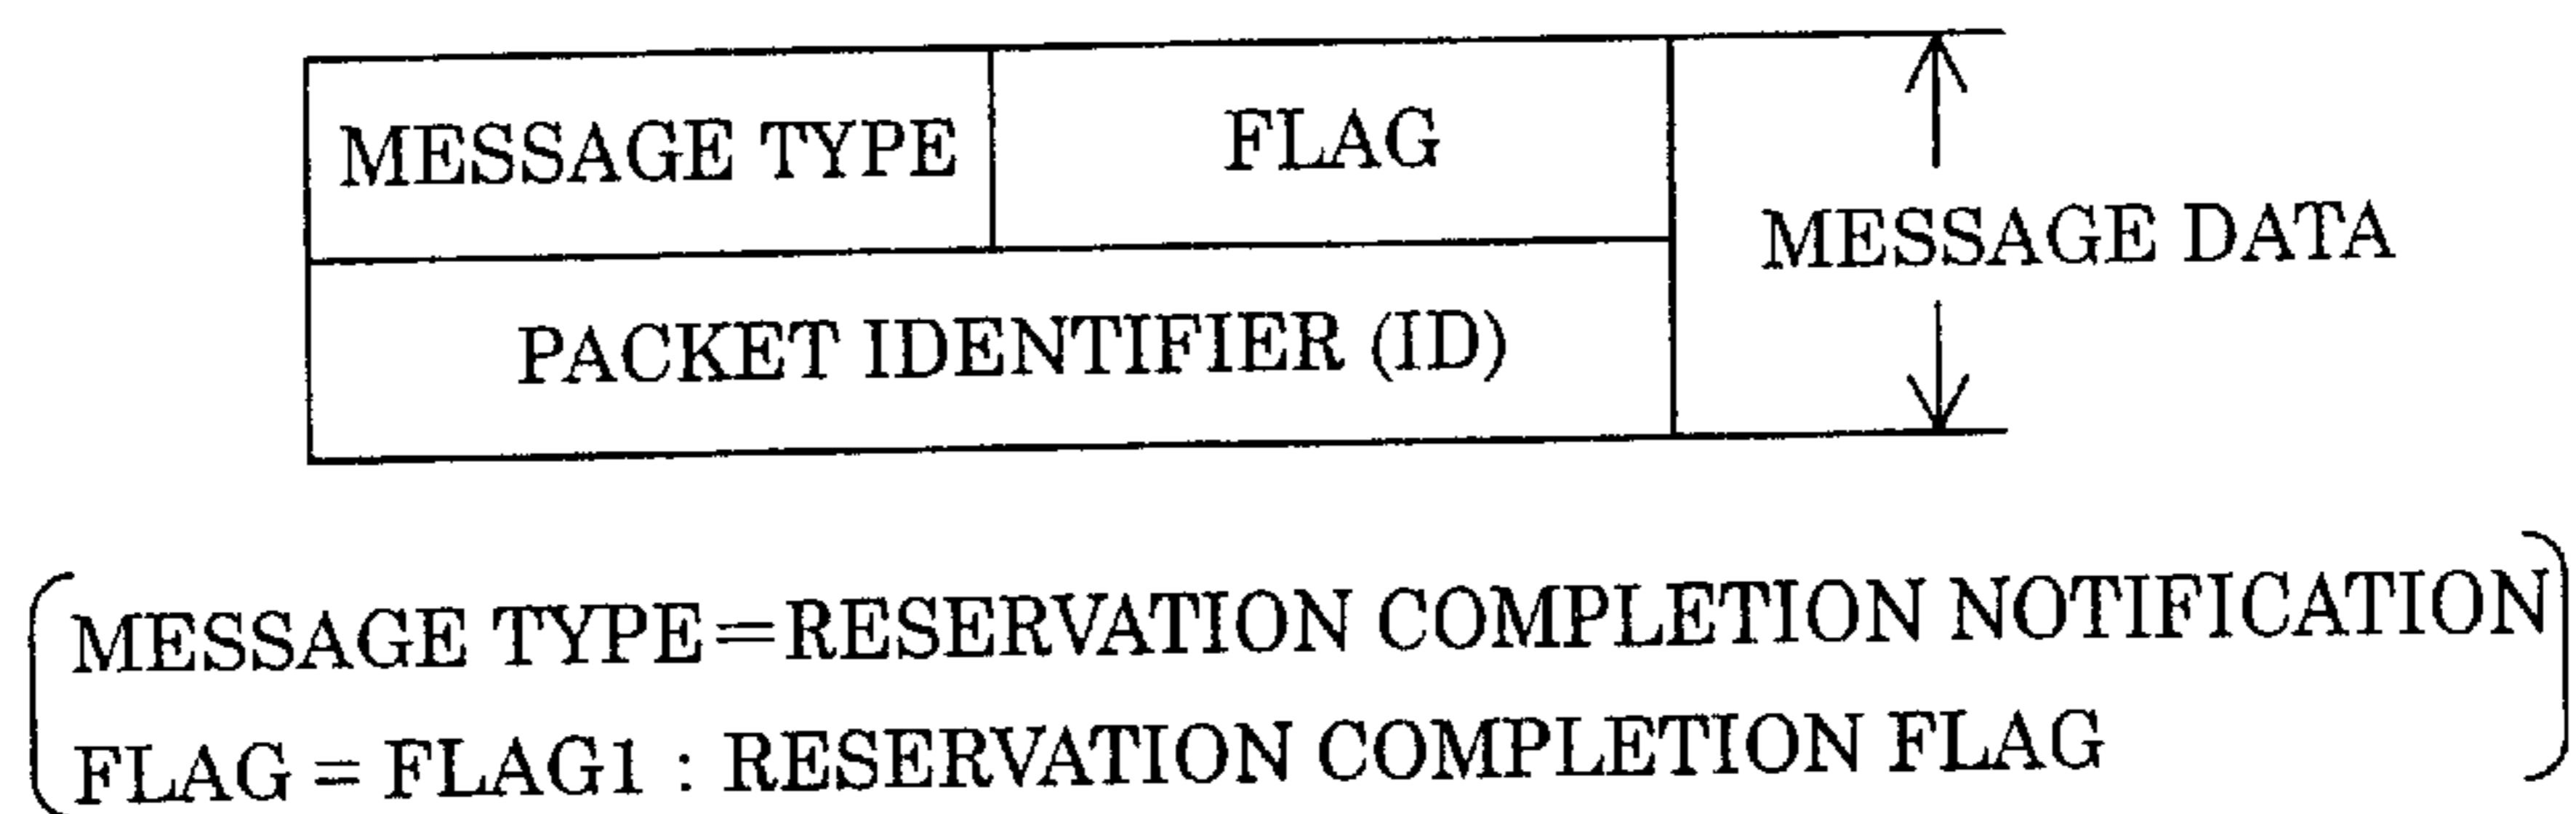 MESSAGE TYPE
FLAG
MESSAGE DATA
PACKET IDENTIFIER (ID)
MESSAGE TYPE=RESERVATION COMPLETION NOTIFICATION
FLAG = FLAG1 : RESERVATION COMPLETION FLAG